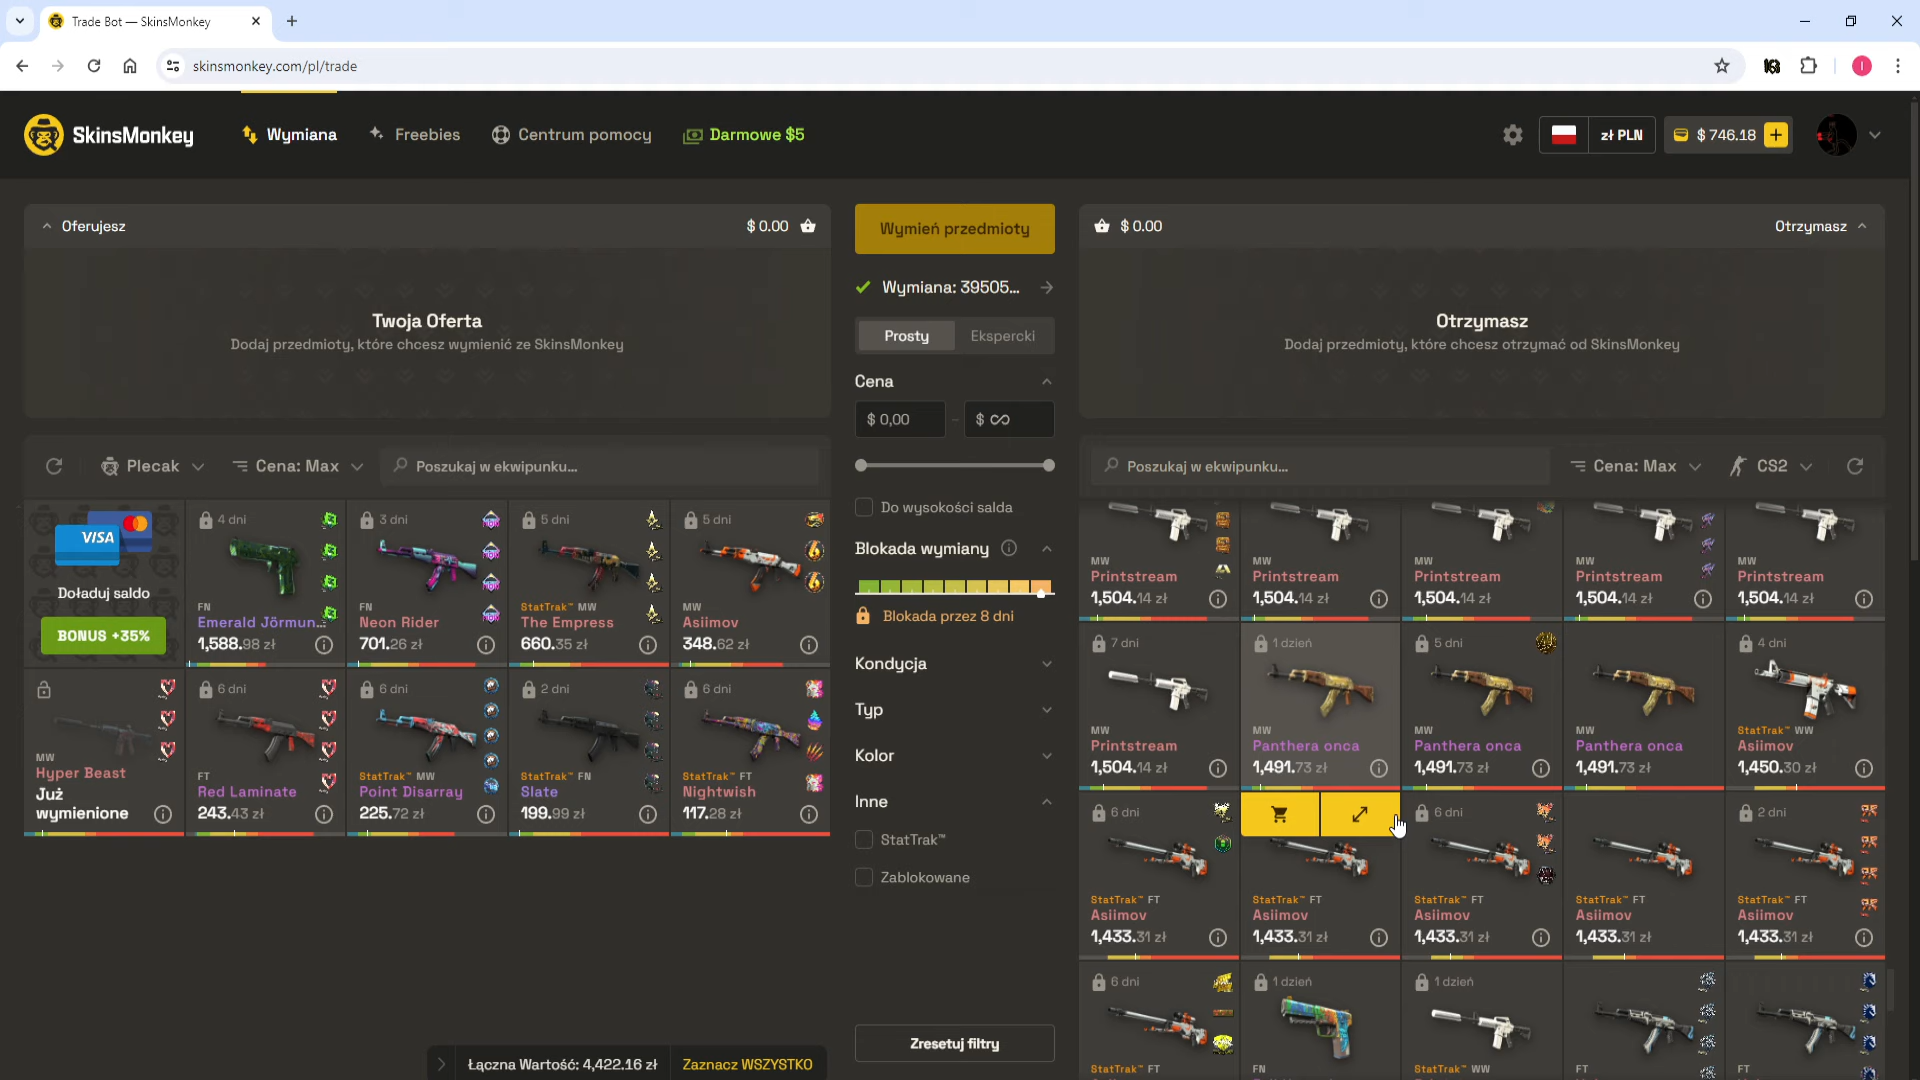 Trade Bot — SkinsMonkey
skinsmonkey.com/pl/trade
SkinsMonkey
Wymiana
Freebies
Centrum pomocy
Darmowe $5
zł PLN
$ 746.18
Oferujesz
$ 0.00
Twoja Oferta
Dodaj przedmioty, które chcesz wymienić ze SkinsMonkey
Wymień przedmioty
Wymiana: 39505...
Prosty
Ekspercki
Cena
$ 0,00
-
$ ∞
Do wysokości salda
Blokada wymiany
Blokada przez 8 dni
Kondycja
Typ
Kolor
Inne
StatTrak™
Zablokowane
Zresetuj filtry
$ 0.00
Otrzymasz
Otrzymasz
Dodaj przedmioty, które chcesz otrzymać od SkinsMonkey
Plecak
Cena: Max
Poszukaj w ekwipunku...
VISA
Doładuj saldo
BONUS +35%
4 dni
FN
Emerald Jörmun...
1,588.98 zł
3 dni
FN
Neon Rider
701.26 zł
5 dni
StatTrak™ MW
The Empress
660.35 zł
5 dni
MW
Asiimov
348.62 zł
MW
Hyper Beast
Już
wymienione
6 dni
FT
Red Laminate
243.43 zł
6 dni
StatTrak™ MW
Point Disarray
225.72 zł
2 dni
StatTrak™ FN
Slate
199.99 zł
6 dni
StatTrak™ FT
Nightwish
117.28 zł
Łączna Wartość: 4,422.16 zł
Zaznacz WSZYSTKO
Poszukaj w ekwipunku...
Cena: Max
CS2
MW
Printstream
1,504.14 zł
MW
Printstream
1,504.14 zł
MW
Printstream
1,504.14 zł
MW
Printstream
1,504.14 zł
MW
Printstream
1,504.14 zł
7 dni
MW
Printstream
1,504.14 zł
1 dzień
MW
Panthera onca
1,491.73 zł
5 dni
MW
Panthera onca
1,491.73 zł
MW
Panthera onca
1,491.73 zł
4 dni
StatTrak™ WW
Asiimov
1,450.30 zł
6 dni
StatTrak™ FT
Asiimov
1,433.31 zł
StatTrak™ FT
Asiimov
1,433.31 zł
6 dni
StatTrak™ FT
Asiimov
1,433.31 zł
StatTrak™ FT
Asiimov
1,433.31 zł
2 dni
StatTrak™ FT
Asiimov
1,433.31 zł
6 dni
StatTrak™ FT
1 dzień
FN
1 dzień
StatTrak™ WW
FT
FT